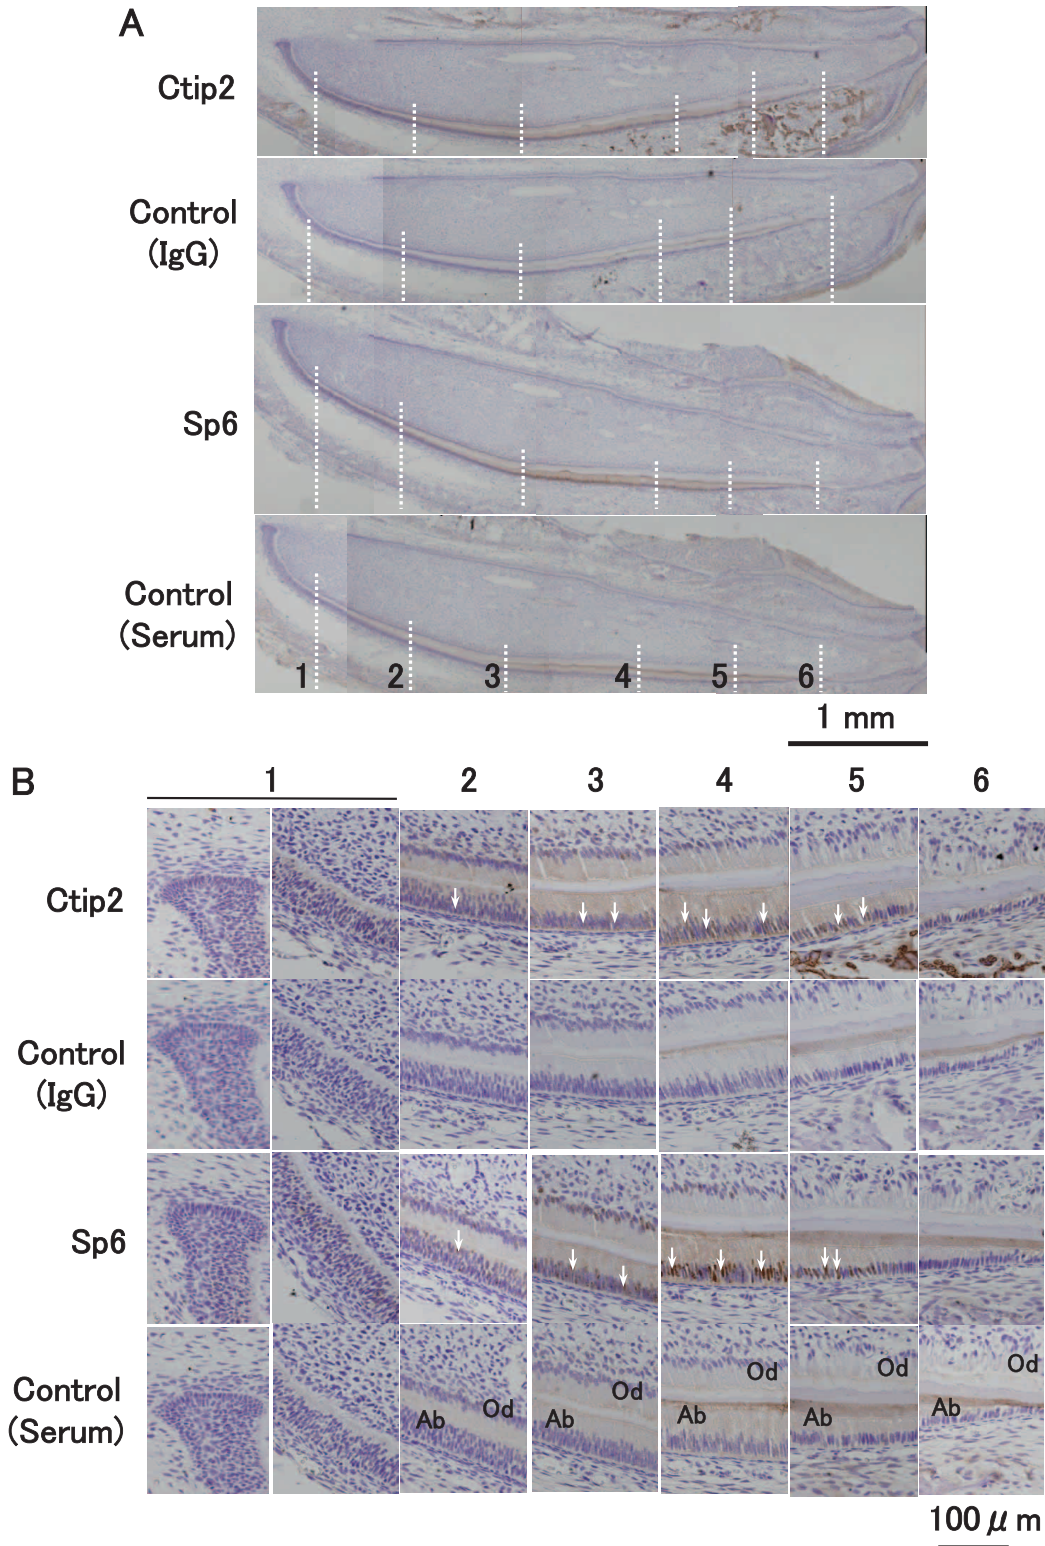 A
Ctip2
Control
(IgG)
Sp6
Control
(Serum)
1 2 3 4 5 6
1 mm
B
1 2 3 4 5 6
Ctip2
Control
(IgG)
Sp6
Control
(Serum)
Ab Od Ab Od Ab Od Ab Od Ab Od
100 μm